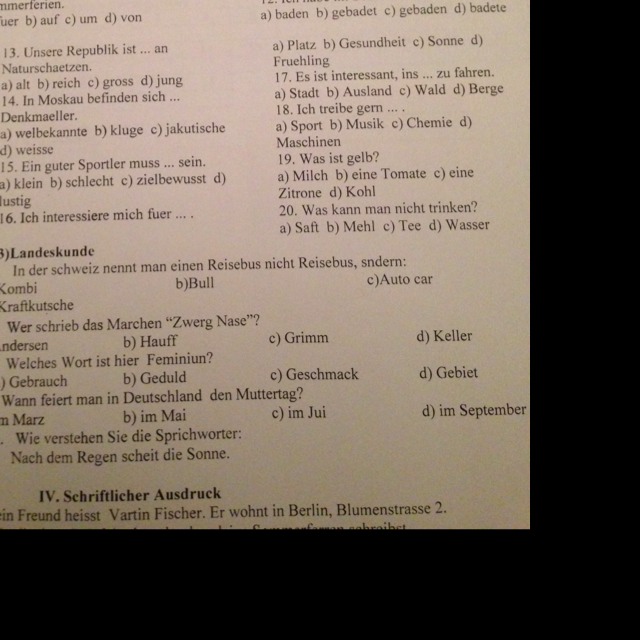 mmerferien.
uer b) auf c) um d) von
13. Unsere Republik ist ... an
Naturschaetzen.
a) alt b) reich c) gross d) jung
14. In Moskau befinden sich ...
Denkmaeller.
a) welbekannte b) kluge c) jakutische
d) weisse
15. Ein guter Sportler muss ... sein.
a) klein b) schlecht c) zielbewusst d)
lustig
16. Ich interessiere mich fuer ... .
a) baden b) gebadet c) gebaden d) badete
a) Platz b) Gesundheit c) Sonne d)
Fruehling
17. Es ist interessant, ins ... zu fahren.
a) Stadt b) Ausland c) Wald d) Berge
18. Ich treibe gern ... .
a) Sport b) Musik c) Chemie d)
Maschinen
19. Was ist gelb?
a) Milch b) eine Tomate c) eine
Zitrone d) Kohl
20. Was kann man nicht trinken?
a) Saft b) Mehl c) Tee d) Wasser
3)Landeskunde
In der schweiz nennt man einen Reisebus nicht Reisebus, sndern:
Kombi b)Bull c)Auto car
Kraftkutsche
Wer schrieb das Marchen “Zwerg Nase”?
ndersen b) Hauff c) Grimm d) Keller
Welches Wort ist hier Feminiun?
) Gebrauch b) Geduld c) Geschmack d) Gebiet
Wann feiert man in Deutschland den Muttertag?
m Marz b) im Mai c) im Jui d) im September
. Wie verstehen Sie die Sprichworter:
Nach dem Regen scheit die Sonne.
IV. Schriftlicher Ausdruck
ein Freund heisst Vartin Fischer. Er wohnt in Berlin, Blumenstrasse 2.